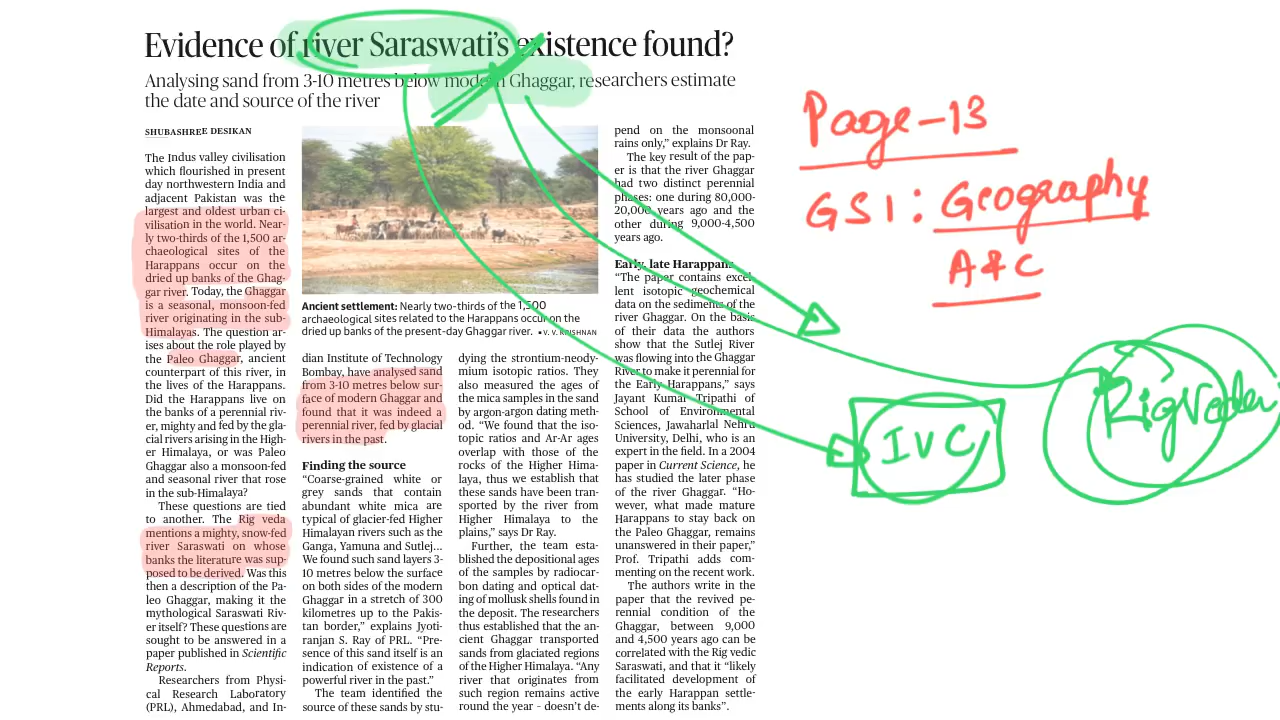 Evidence of river Saraswati's existence found?
Analysing sand from 3-10 metres below modern Ghaggar, researchers estimate
the date and source of the river
SHUBASHREE DESIKAN
The Indus valley civilisation
which flourished in present
day northwestern India and
adjacent Pakistan was the
largest and oldest urban ci-
vilisation in the world. Near-
ly two-thirds of the 1,500 ar-
chaeological sites of the
Harappans occur on the
dried up banks of the Ghag-
gar river. Today, the Ghaggar
is a seasonal, monsoon-fed
river originating in the sub-
Himalayas. The question ar-
ises about the role played by
the Paleo Ghaggar, ancient
counterpart of this river, in
the lives of the Harappans.
Did the Harappans live on
the banks of a perennial riv-
er, mighty and fed by the gla-
cial rivers arising in the High-
er Himalaya, or was Paleo
Ghaggar also a monsoon-fed
and seasonal river that rose
in the sub-Himalaya?
These questions are tied
to another. The Rig veda
mentions a mighty, snow-fed
river Saraswati on whose
banks the literature was sup-
posed to be derived. Was this
then a description of the Pa-
leo Ghaggar, making it the
mythological Saraswati Riv-
er itself? These questions are
sought to be answered in a
paper published in Scientific
Reports.
Researchers from Physi-
cal Research Laboratory
(PRL), Ahmedabad, and In-
Ancient settlement: Nearly two-thirds of the 1,500
archaeological sites related to the Harappans occur on the
dried up banks of the present-day Ghaggar river. • V. V. KRISHNAN
dian Institute of Technology
Bombay, have analysed sand
from 3-10 metres below sur-
face of modern Ghaggar and
found that it was indeed a
perennial river, fed by glacial
rivers in the past.
Finding the source
"Coarse-grained white or
grey sands that contain
abundant white mica are
typical of glacier-fed Higher
Himalayan rivers such as the
Ganga, Yamuna and Sutlej...
We found such sand layers 3-
10 metres below the surface
on both sides of the modern
Ghaggar in a stretch of 300
kilometres up to the Pakis-
tan border," explains Jyoti-
ranjan S. Ray of PRL. "Pre-
sence of this sand itself is an
indication of existence of a
powerful river in the past."
The team identified the
source of these sands by stu-
dying the strontium-neody-
mium isotopic ratios. They
also measured the ages of
the mica samples in the sand
by argon-argon dating meth-
od. "We found that the iso-
topic ratios and Ar-Ar ages
overlap with those of the
rocks of the Higher Hima-
laya, thus we establish that
these sands have been tran-
sported by the river from
Higher Himalaya to the
plains," says Dr Ray.
Further, the team esta-
blished the depositional ages
of the samples by radiocar-
bon dating and optical dat-
ing of mollusk shells found in
the deposit. The researchers
thus established that the an-
cient Ghaggar transported
sands from glaciated regions
of the Higher Himalaya. "Any
river that originates from
such region remains active
round the year - doesn't de-
pend on the monsoonal
rains only," explains Dr Ray.
The key result of the pap-
er is that the river Ghaggar
had two distinct perennial
phases: one during 80,000-
20,000 years ago and the
other during 9,000-4,500
years ago.
Early, late Harappans
"The paper contains excel-
lent isotopic geochemical
data on the sediments of the
river Ghaggar. On the basis
of their data the authors
show that the Sutlej River
was flowing into the Ghaggar
River to make it perennial for
the Early Harappans," says
Jayant Kumar Tripathi of
School of Environmental
Sciences, Jawaharlal Nehru
University, Delhi, who is an
expert in the field. In a 2004
paper in Current Science, he
has studied the later phase
of the river Ghaggar. "Ho-
wever, what made mature
Harappans to stay back on
the Paleo Ghaggar, remains
unanswered in their paper,"
Prof. Tripathi adds com-
menting on the recent work.
The authors write in the
paper that the revived pe-
rennial condition of the
Ghaggar, between 9,000
and 4,500 years ago can be
correlated with the Rig vedic
Saraswati, and that it "likely
facilitated development of
the early Harappan settle-
ments along its banks".
Page-13
GS1: Geography
A&C
IVC
RigVeda